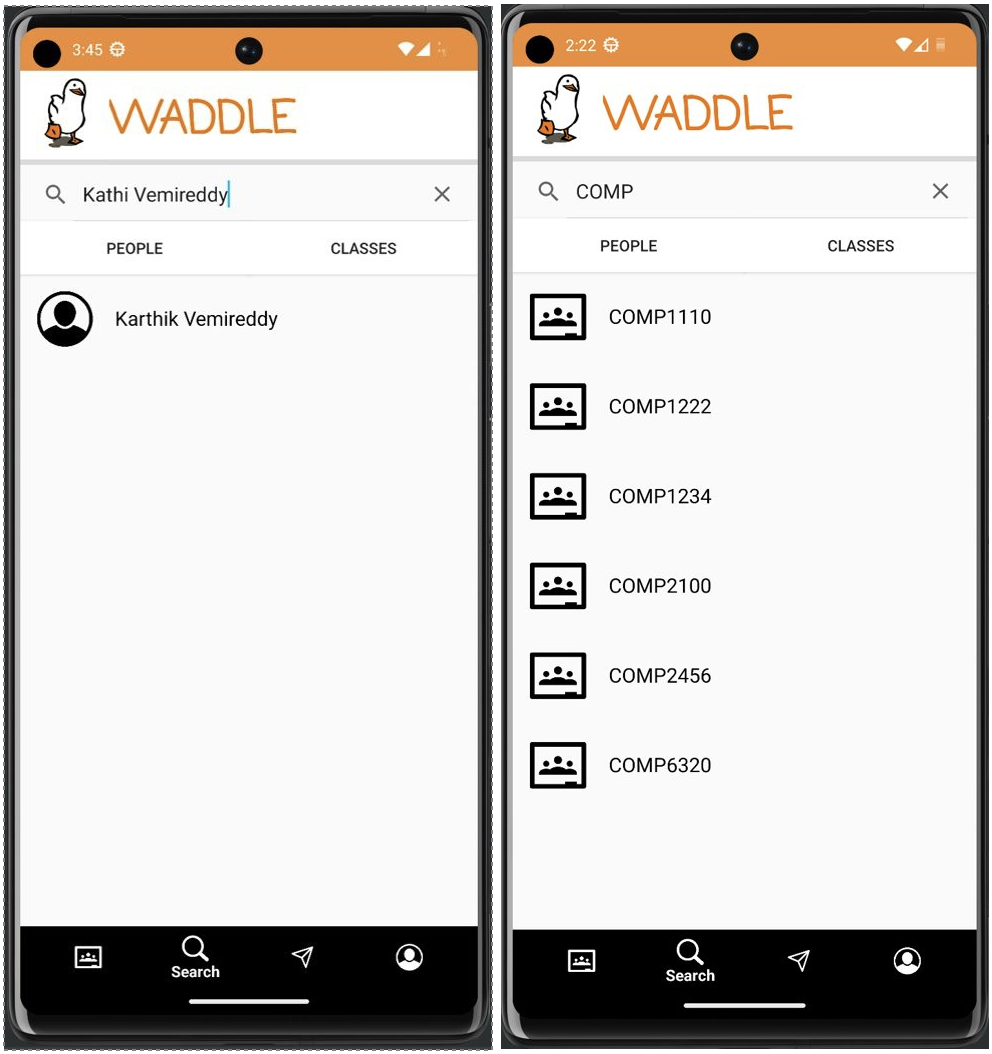 3:45
WADDLE
Kathi Vemireddy
PEOPLE CLASSES
Karthik Vemireddy
Search
2:22
WADDLE
COMP
PEOPLE CLASSES
COMP1110
COMP1222
COMP1234
COMP2100
COMP2456
COMP6320
Search